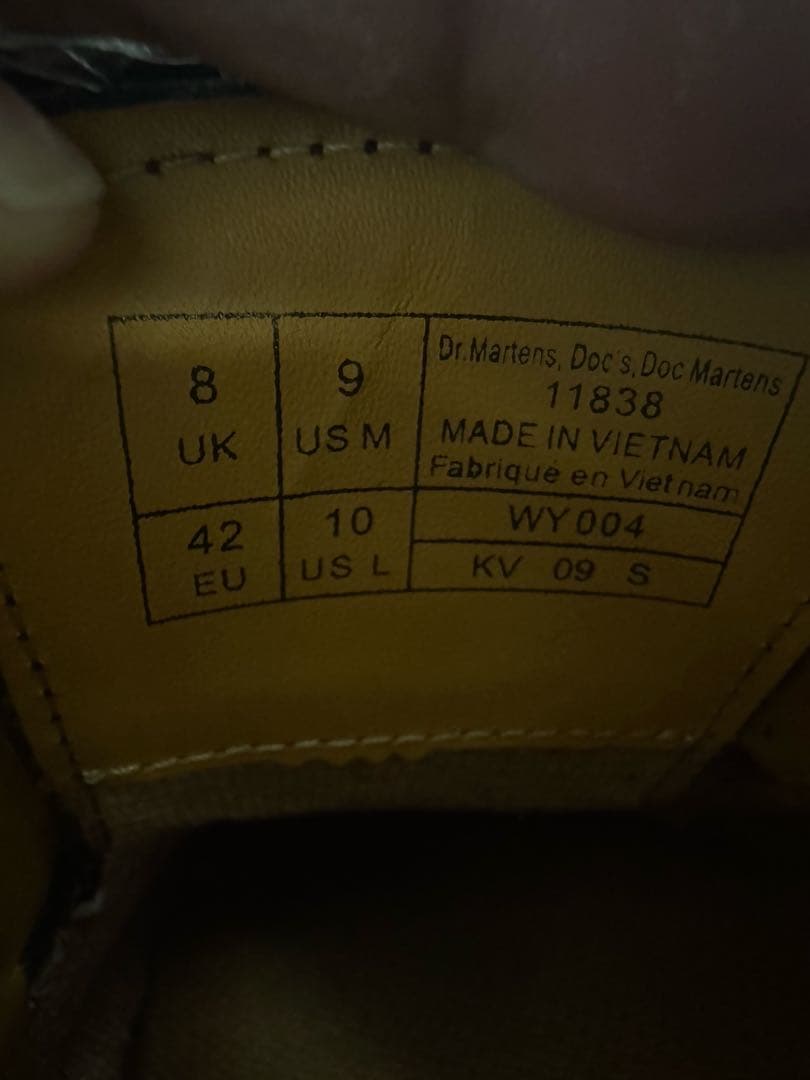 8
UK
9
US M
Dr.Martens, Doc's, Doc Martens
11838
MADE IN VIETNAM
Fabrique en Vietnam
42
EU
10
US L
WY004
KV 09 S